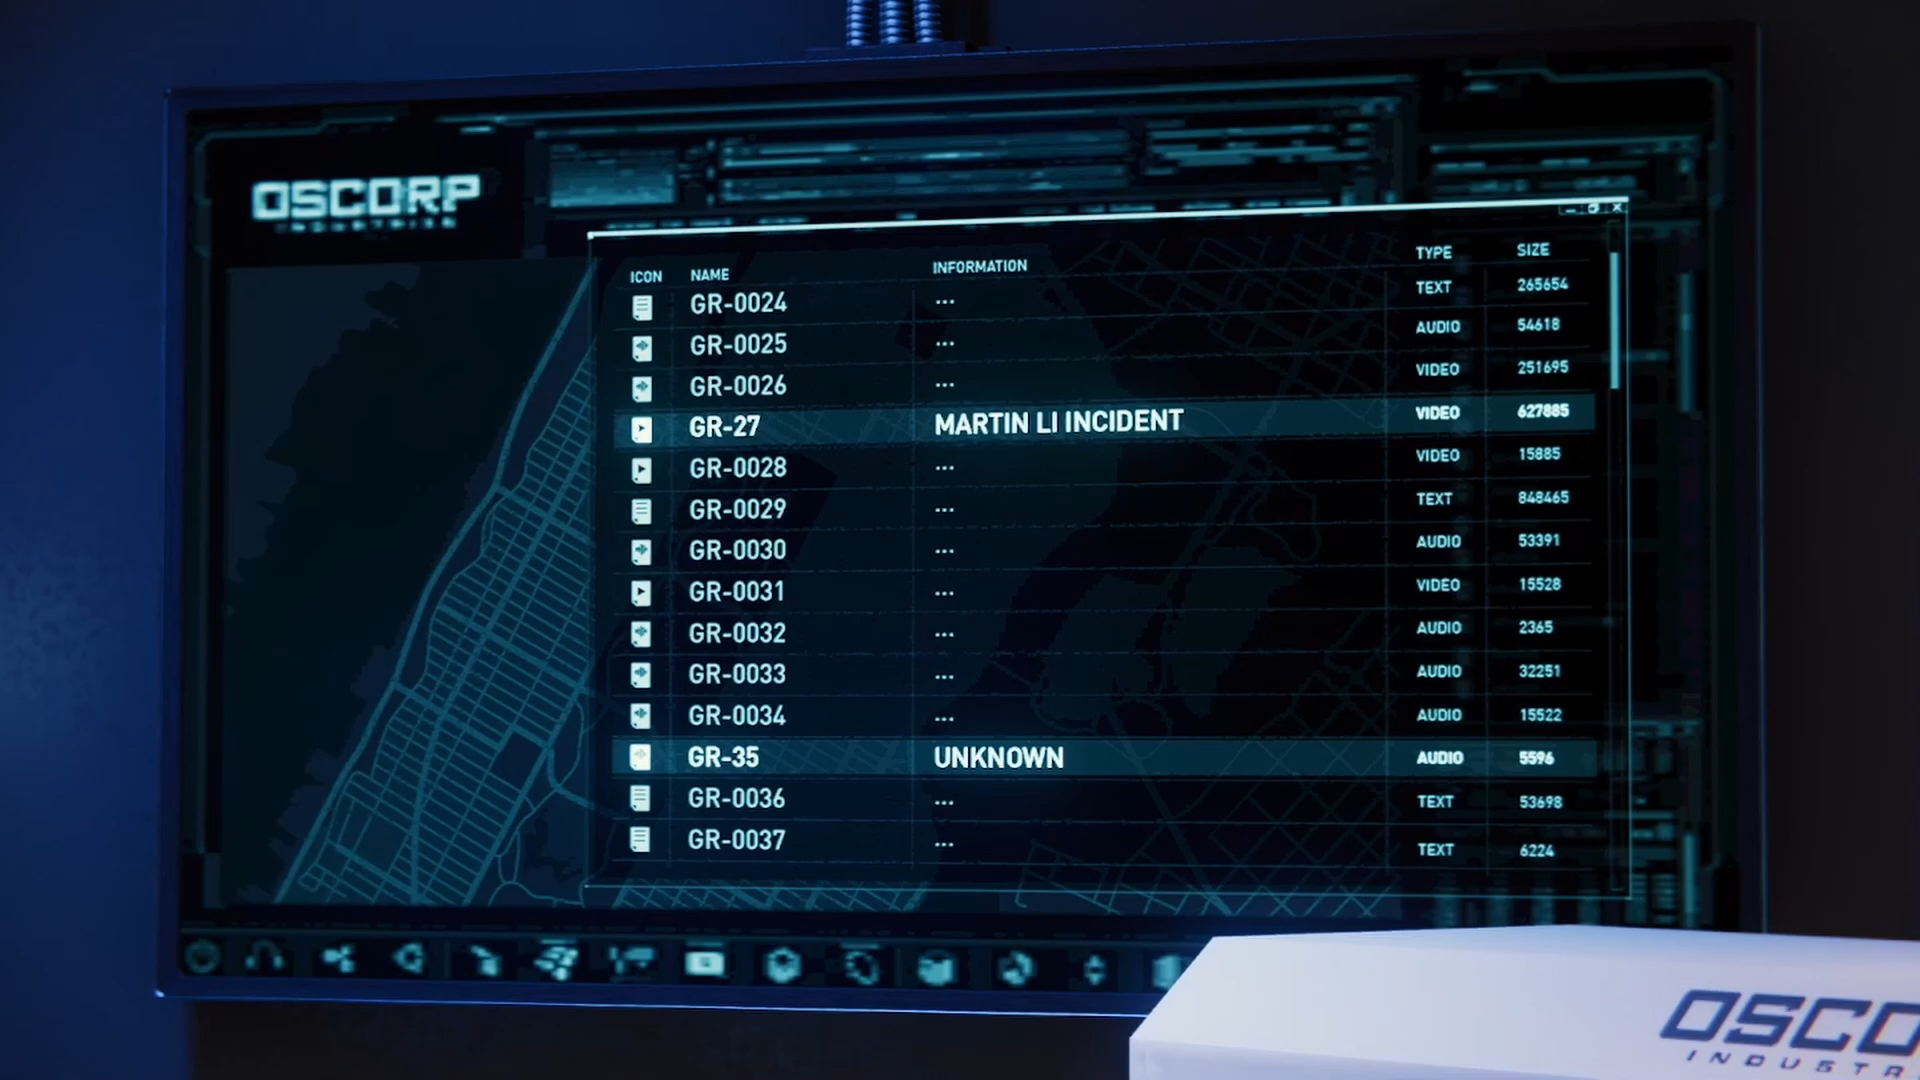 OSCORP
INDUSTRIES
ICON NAME INFORMATION TYPE SIZE
GR-0024 ... TEXT 265654
GR-0025 ... AUDIO 54618
GR-0026 ... VIDEO 251695
GR-27 MARTIN LI INCIDENT VIDEO 627885
GR-0028 ... VIDEO 15885
GR-0029 ... TEXT 848465
GR-0030 ... AUDIO 53391
GR-0031 ... VIDEO 15528
GR-0032 ... AUDIO 2365
GR-0033 ... AUDIO 32251
GR-0034 ... AUDIO 15522
GR-35 UNKNOWN AUDIO 5596
GR-0036 ... TEXT 53698
GR-0037 ... TEXT 6224
OSCO
INDUSTR